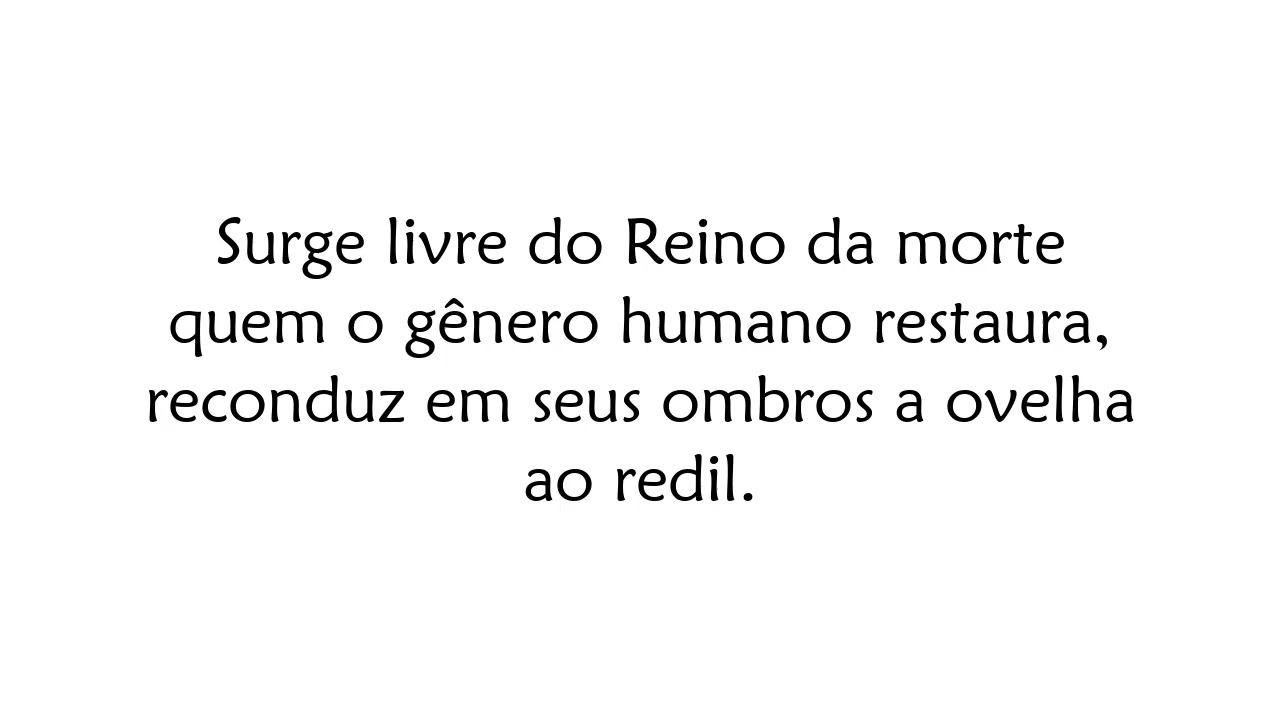 Surge livre do Reino da morte
quem o gênero humano restaura,
reconduz em seus ombros a ovelha
ao redil.